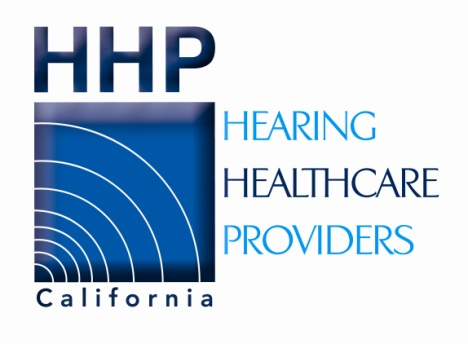 HHP
HEARING
HEALTHCARE
PROVIDERS
California